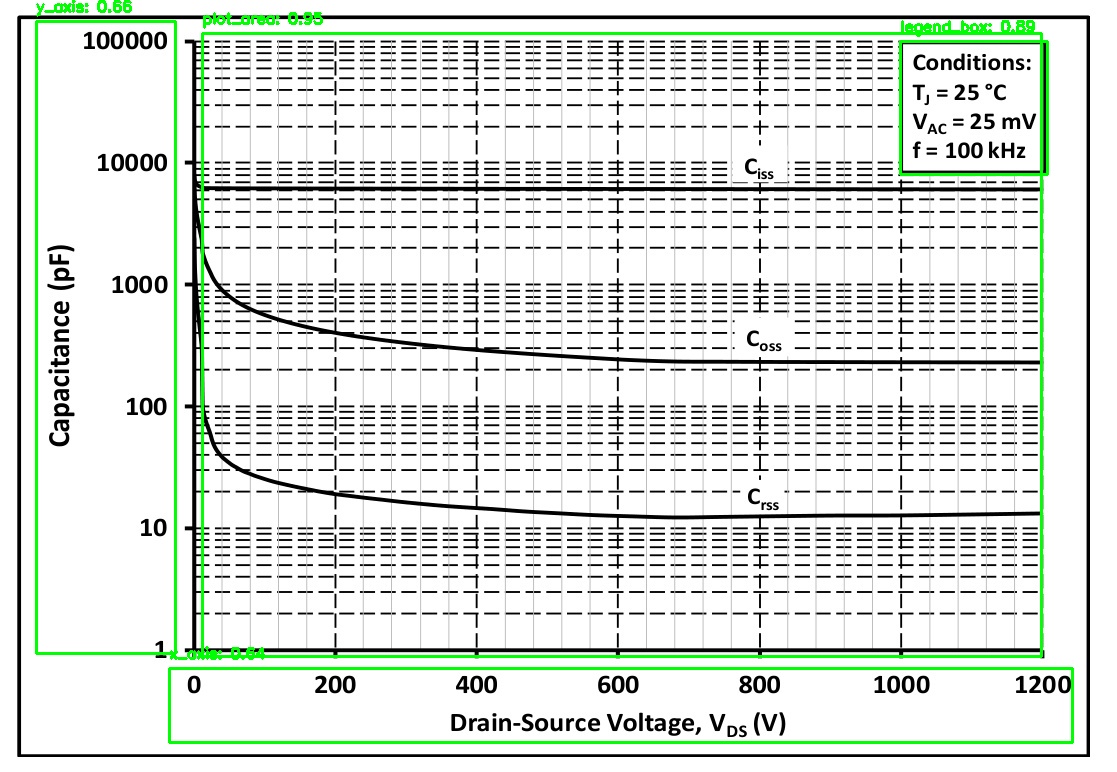 y_axis: 0.66
plot_area: 0.95
legend_box: 0.89
100000
10000
1000
100
10
1
Capacitance (pF)
Conditions:
TJ = 25 °C
VAC = 25 mV
f = 100 kHz
Ciss
Coss
Crss
x_axis: 0.64
0 200 400 600 800 1000 1200
Drain-Source Voltage, VDS (V)